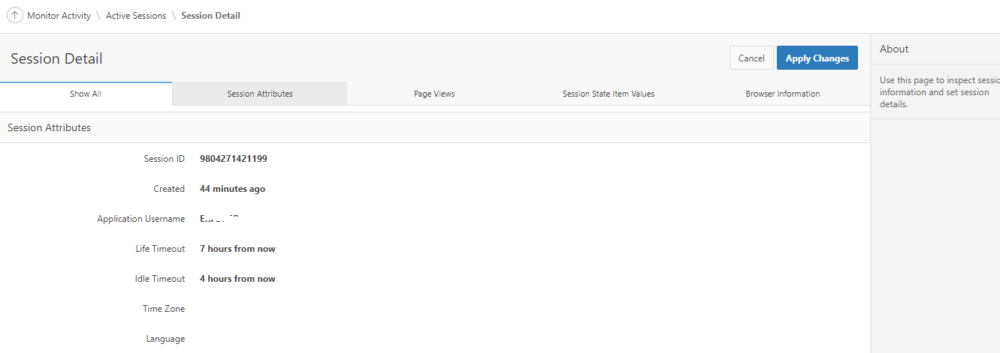 Monitor Activity \ Active Sessions \ Session Detail
Session Detail
Cancel
Apply Changes
Show All
Session Attributes
Page Views
Session State Item Values
Browser Information
Session Attributes
Session ID 9804271421199
Created 44 minutes ago
Application Username
Life Timeout 7 hours from now
Idle Timeout 4 hours from now
Time Zone
Language
About
Use this page to inspect sessio
information and set session
details.